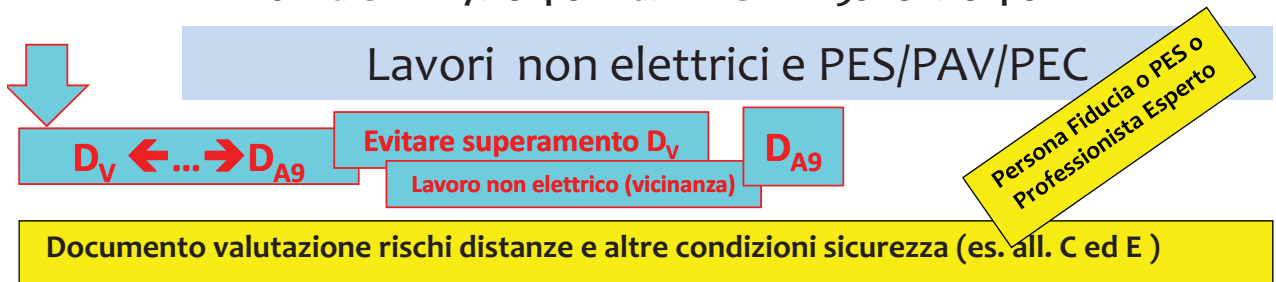 Lavori non elettrici e PES/PAV/PEC
Persona Fiducia o PES o
Professionista Esperto
DV 🡸...🡺DA9
Evitare superamento DV
Lavoro non elettrico (vicinanza)
DA9
Documento valutazione rischi distanze e altre condizioni sicurezza (es. all. C ed E )